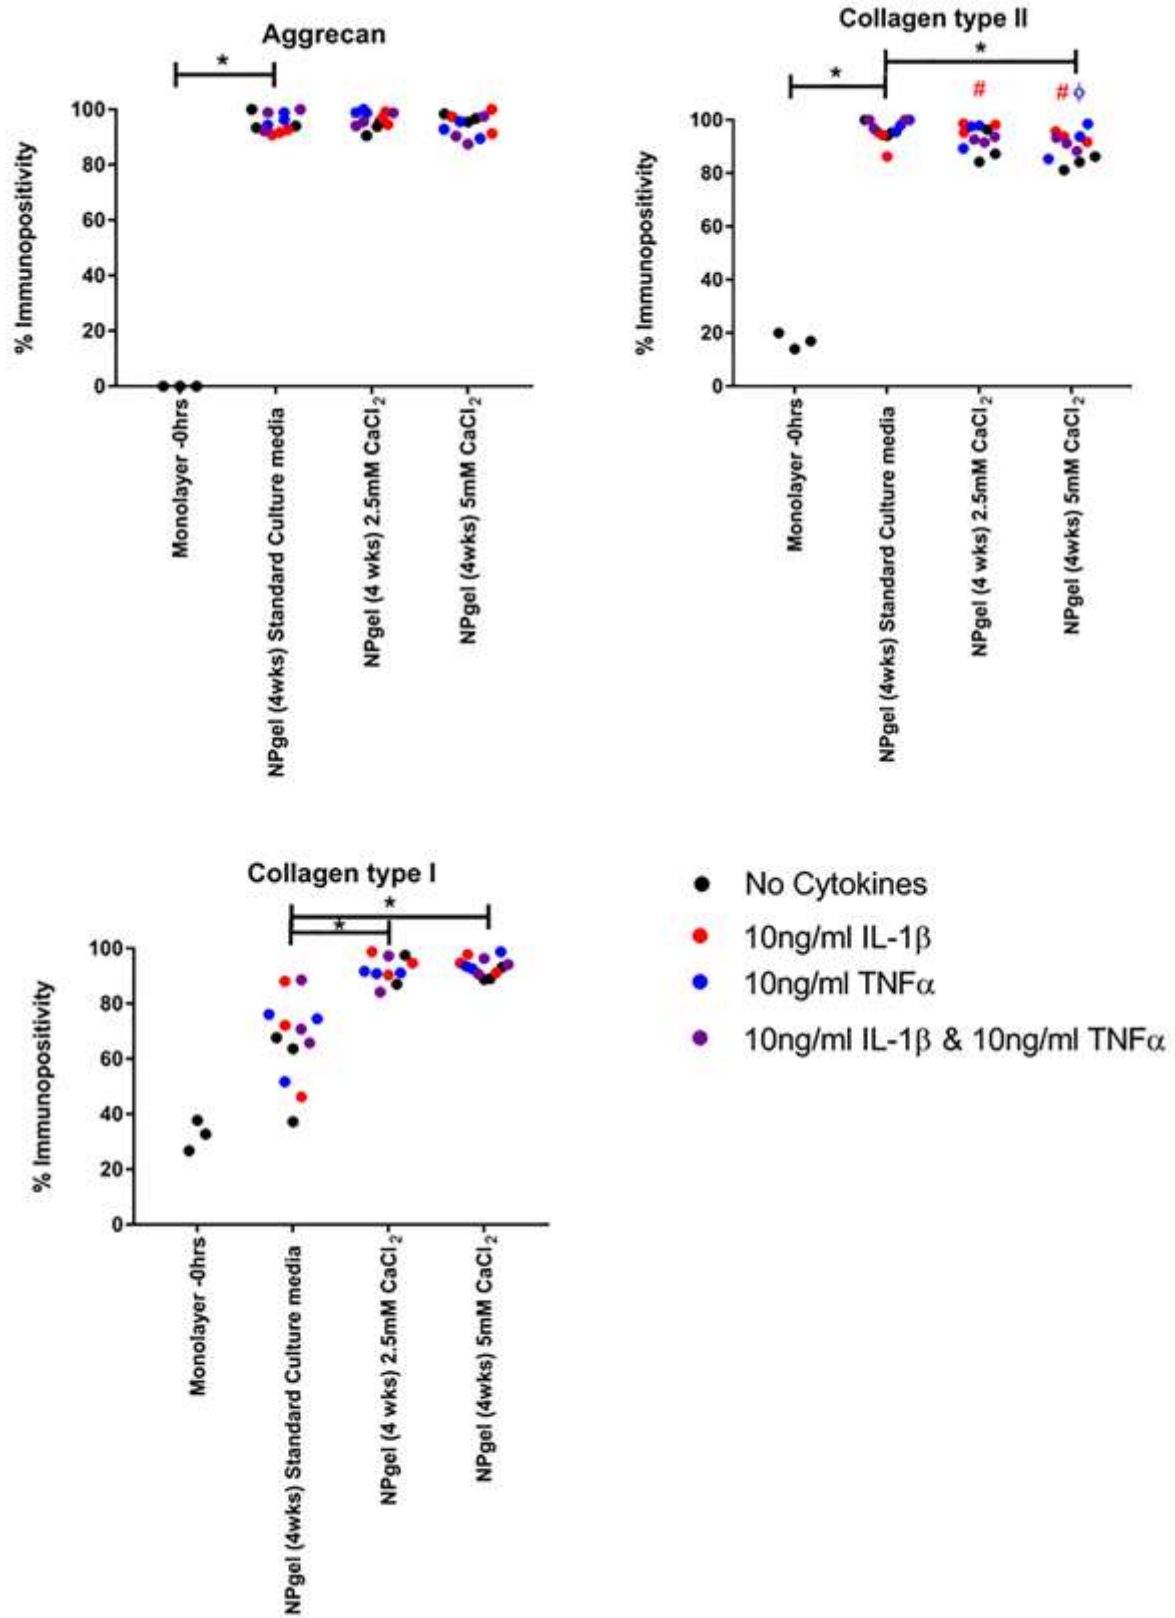 Aggrecan
*
% Immunopositivity
100
80
60
40
20
0
Monolayer -0hrs
NPgel (4wks) Standard Culture media
NPgel (4 wks) 2.5mM CaCl₂
NPgel (4wks) 5mM CaCl₂
Collagen type II
*
*
#
# ϕ
% Immunopositivity
100
80
60
40
20
0
Monolayer -0hrs
NPgel (4wks) Standard Culture media
NPgel (4 wks) 2.5mM CaCl₂
NPgel (4wks) 5mM CaCl₂
Collagen type I
*
*
% Immunopositivity
100
80
60
40
20
0
Monolayer -0hrs
NPgel (4wks) Standard Culture media
NPgel (4 wks) 2.5mM CaCl₂
NPgel (4wks) 5mM CaCl₂
No Cytokines
10ng/ml IL-1β
10ng/ml TNFα
10ng/ml IL-1β & 10ng/ml TNFα